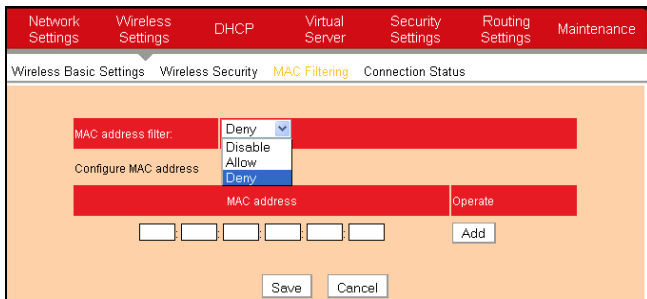 Network Settings
Wireless Settings
DHCP
Virtual Server
Security Settings
Routing Settings
Maintenance
Wireless Basic Settings Wireless Security MAC Filtering Connection Status
MAC address filter: Deny
Disable
Allow
Configure MAC address
Deny
MAC address Operate
: : : : : Add
Save Cancel